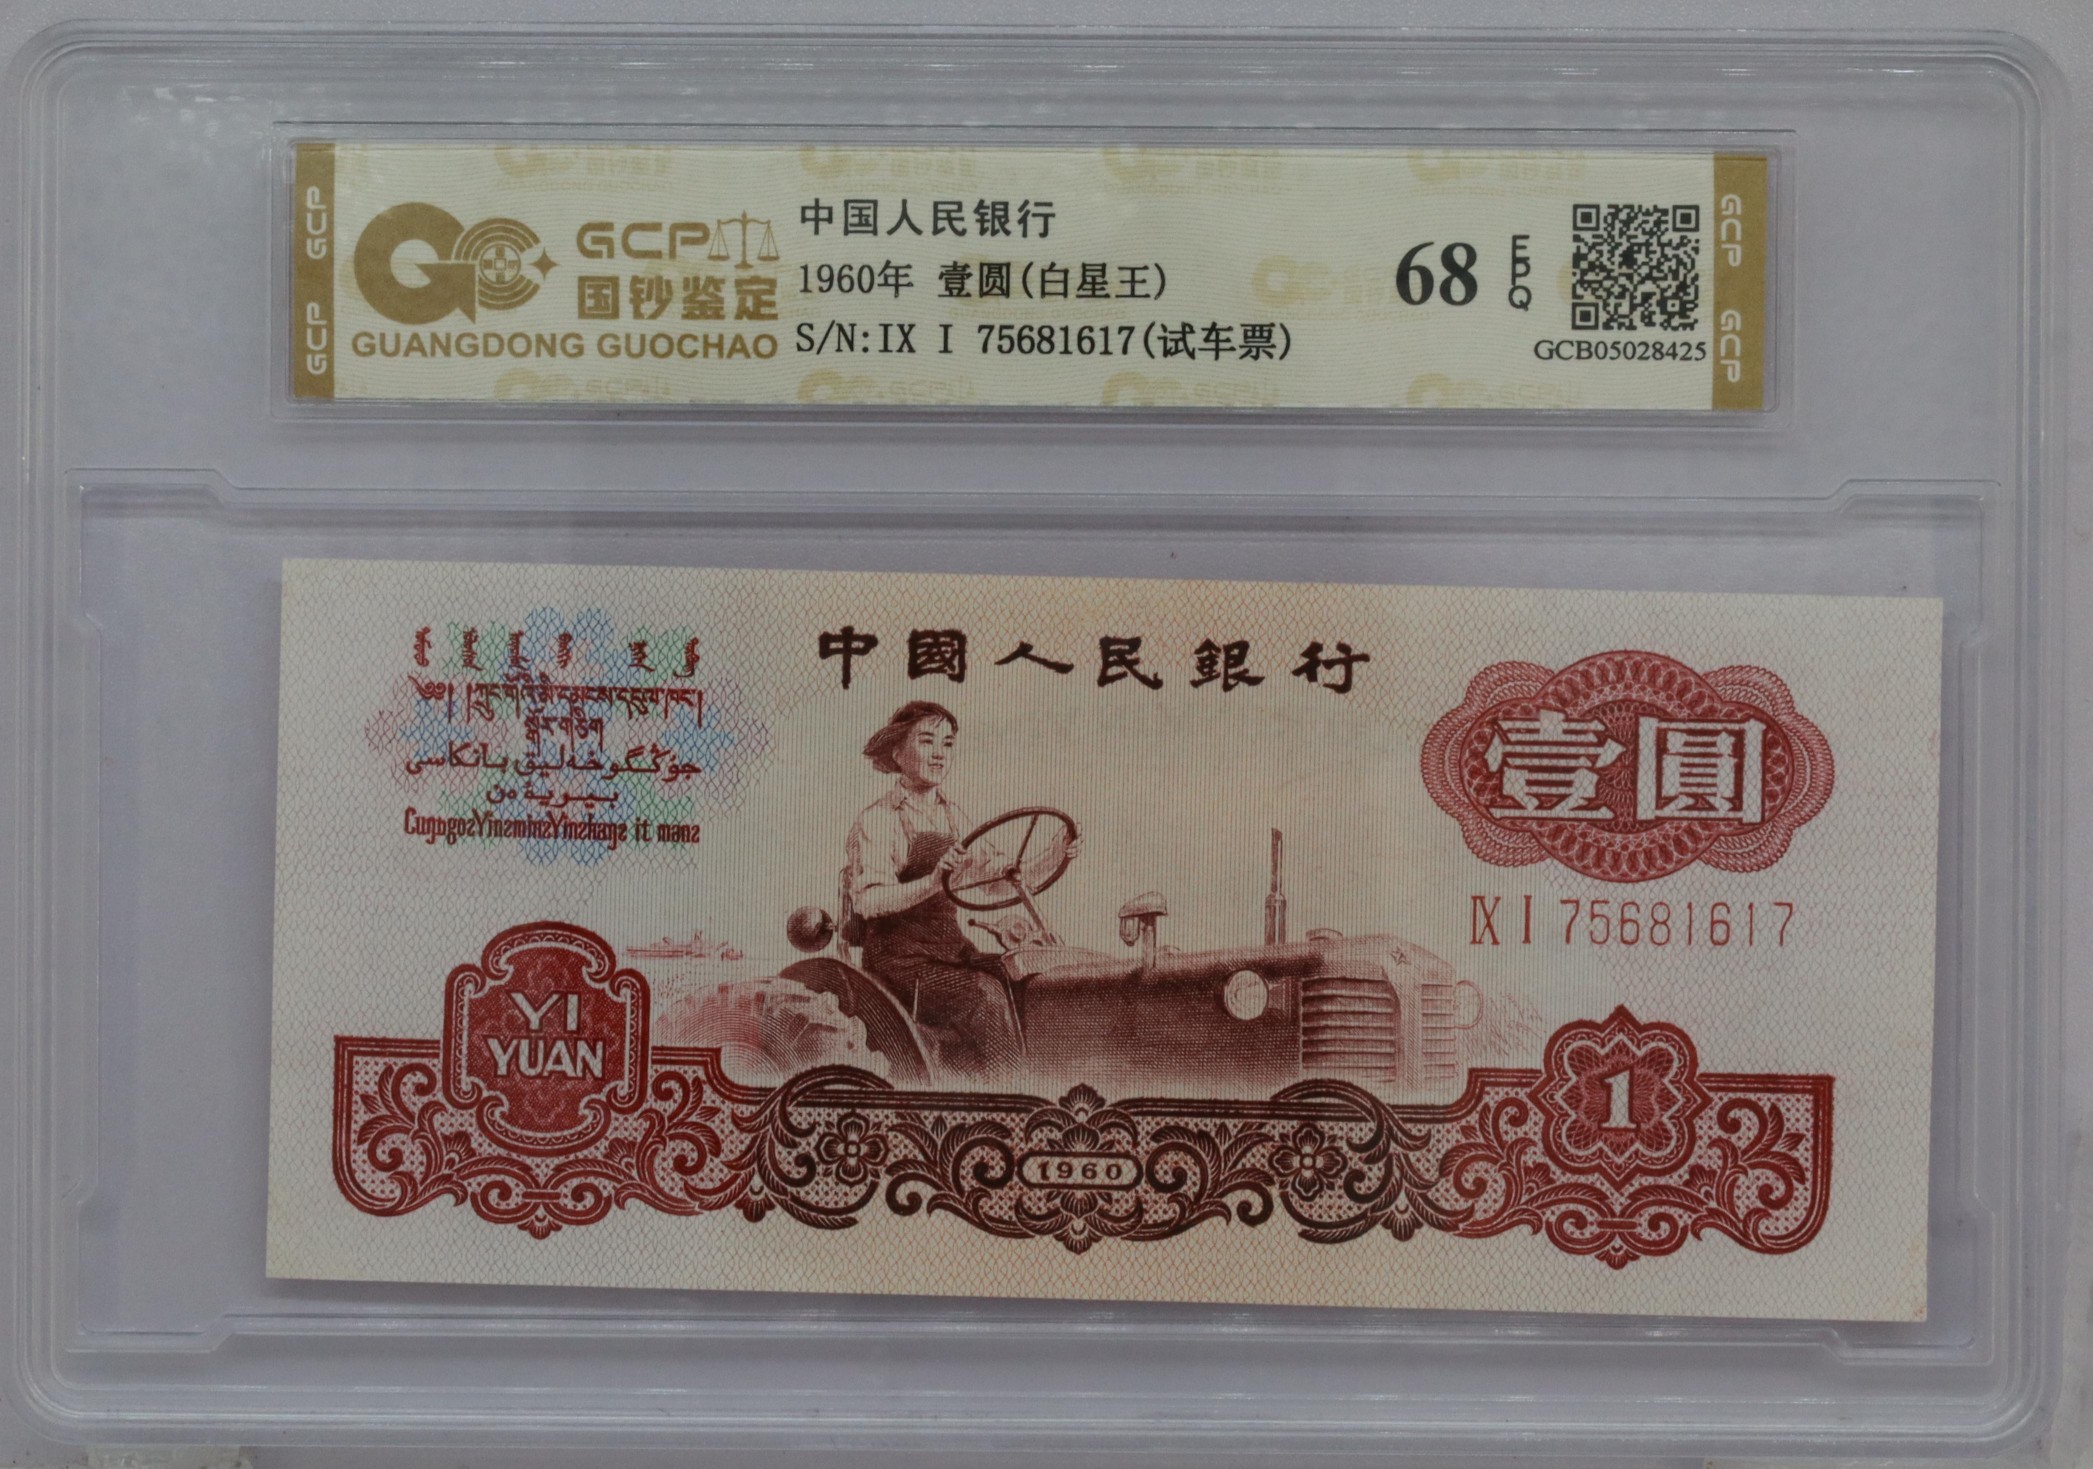 GCP
GCP
GCP
国钞鉴定
GUANGDONG GUOCHAO
中国人民银行
1960年 壹圆(白星王)
S/N:IX I 75681617(试车票)
68
EPQ
GCB05028425
GCP
GCP
中國人民銀行
壹圓
IX I 75681617
YI
YUAN
1960
1